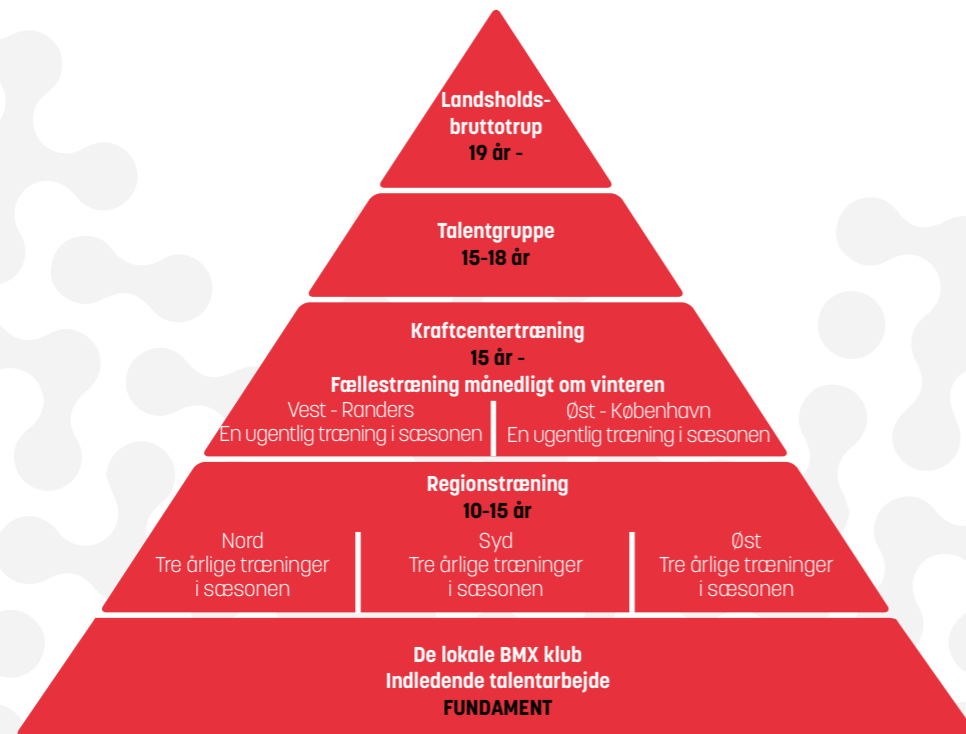 Landsholds-
bruttotrup
19 år -
Talentgruppe
15-18 år
Kraftcentertræning
15 år -
Fællestræning månedligt om vinteren
Vest - Randers
En ugentlig træning i sæsonen
Øst - København
En ugentlig træning i sæsonen
Regionstræning
10-15 år
Nord
Tre årlige træninger
i sæsonen
Syd
Tre årlige træninger
i sæsonen
Øst
Tre årlige træninger
i sæsonen
De lokale BMX klub
Indledende talentarbejde
FUNDAMENT